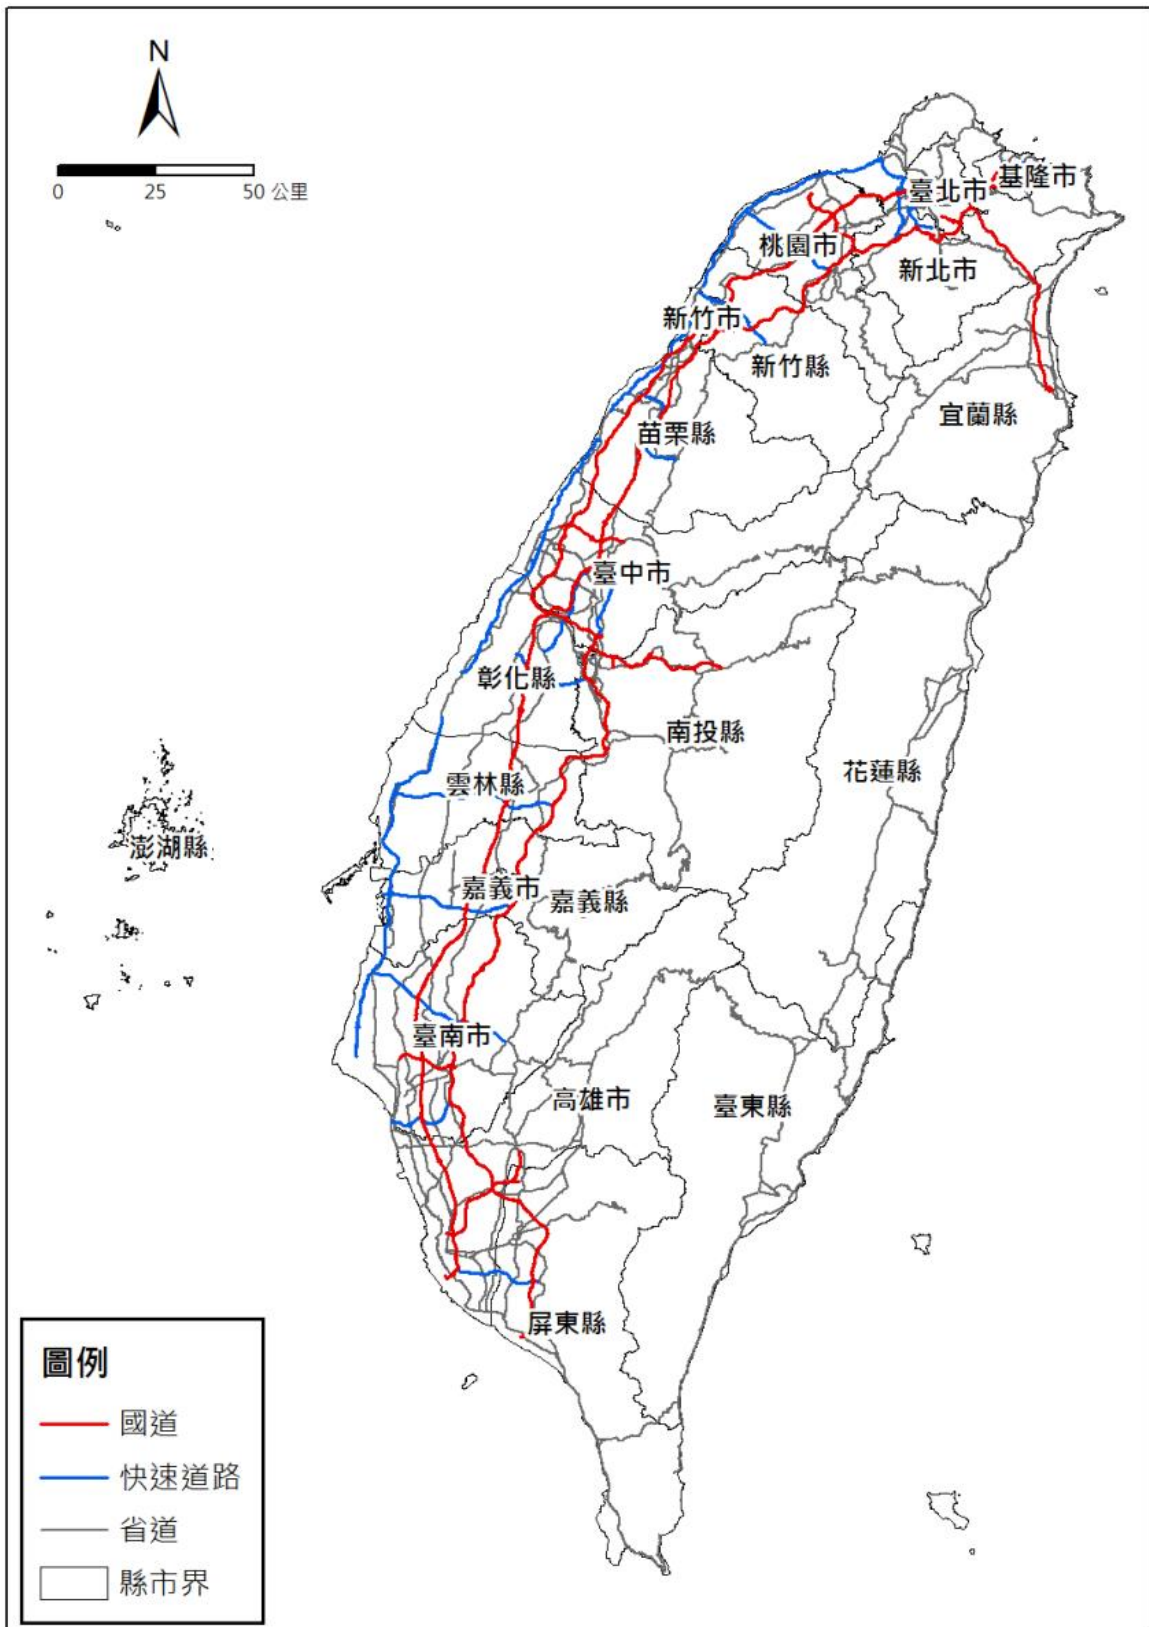 N
0 25 50 公里
基隆市
臺北市
桃園市
新北市
新竹市
新竹縣
宜蘭縣
苗栗縣
臺中市
彰化縣
南投縣
花蓮縣
雲林縣
澎湖縣
嘉義市
嘉義縣
臺南市
高雄市
臺東縣
屏東縣
圖例
國道
快速道路
省道
縣市界